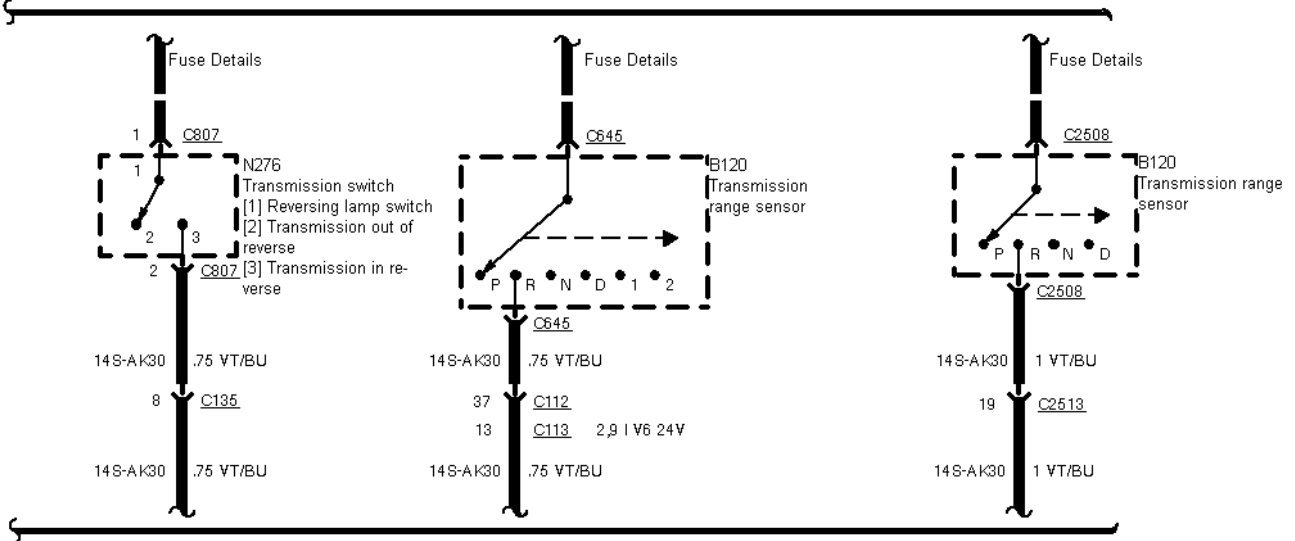 Fuse Details
Fuse Details
Fuse Details
1 C807
C645
C2508
1
N276
Transmission switch
[1] Reversing lamp switch
[2] Transmission out of
reverse
[3] Transmission in re-
verse
2 3
2 C807
B120
Transmission
range sensor
P R N D 1 2
C645
B120
Transmission range
sensor
P R N D
C2508
14S-AK30 .75 VT/BU
14S-AK30 .75 VT/BU
14S-AK30 1 VT/BU
8 C135
37 C112
13 C113 2,9 l V6 24V
19 C2513
14S-AK30 .75 VT/BU
14S-AK30 .75 VT/BU
14S-AK30 1 VT/BU